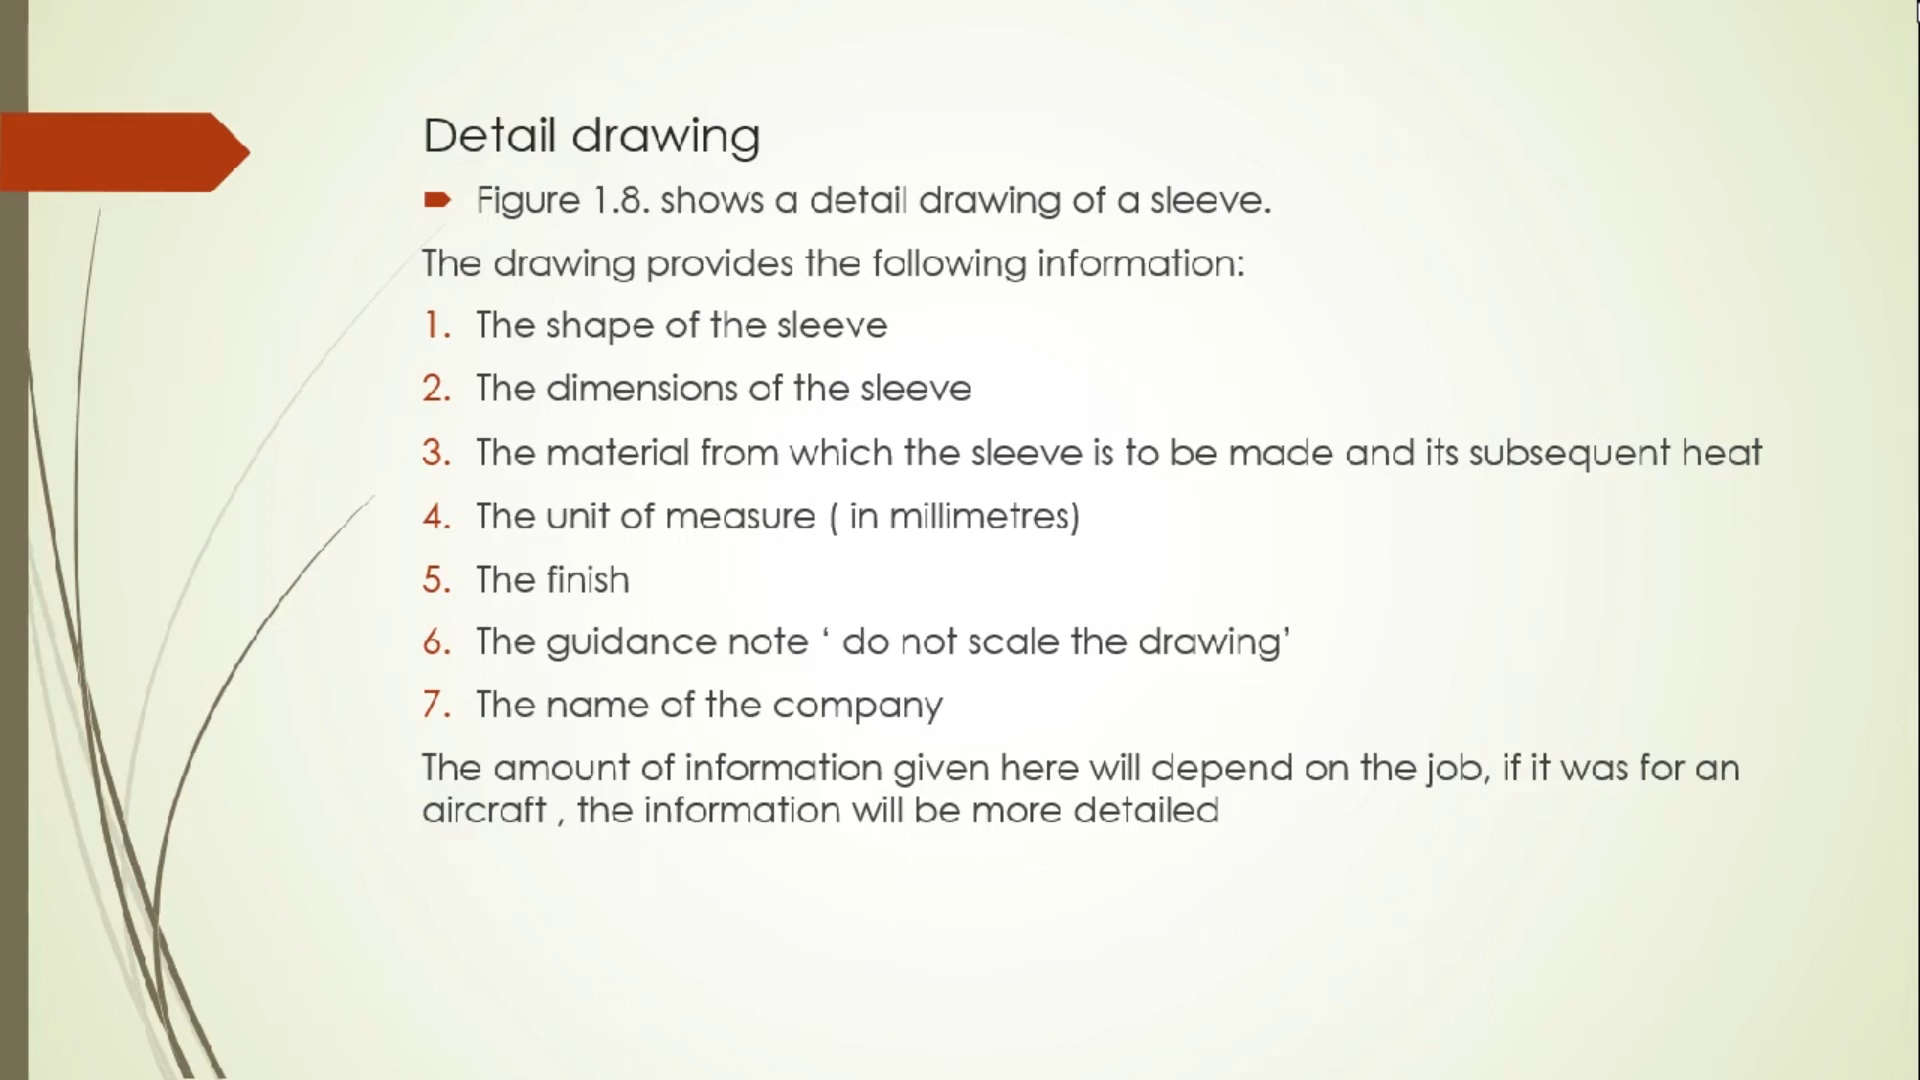 Detail drawing
Figure 1.8. shows a detail drawing of a sleeve.
The drawing provides the following information:
1. The shape of the sleeve
2. The dimensions of the sleeve
3. The material from which the sleeve is to be made and its subsequent heat
4. The unit of measure ( in millimetres)
5. The finish
6. The guidance note ‘ do not scale the drawing’
7. The name of the company
The amount of information given here will depend on the job, if it was for an
aircraft , the information will be more detailed